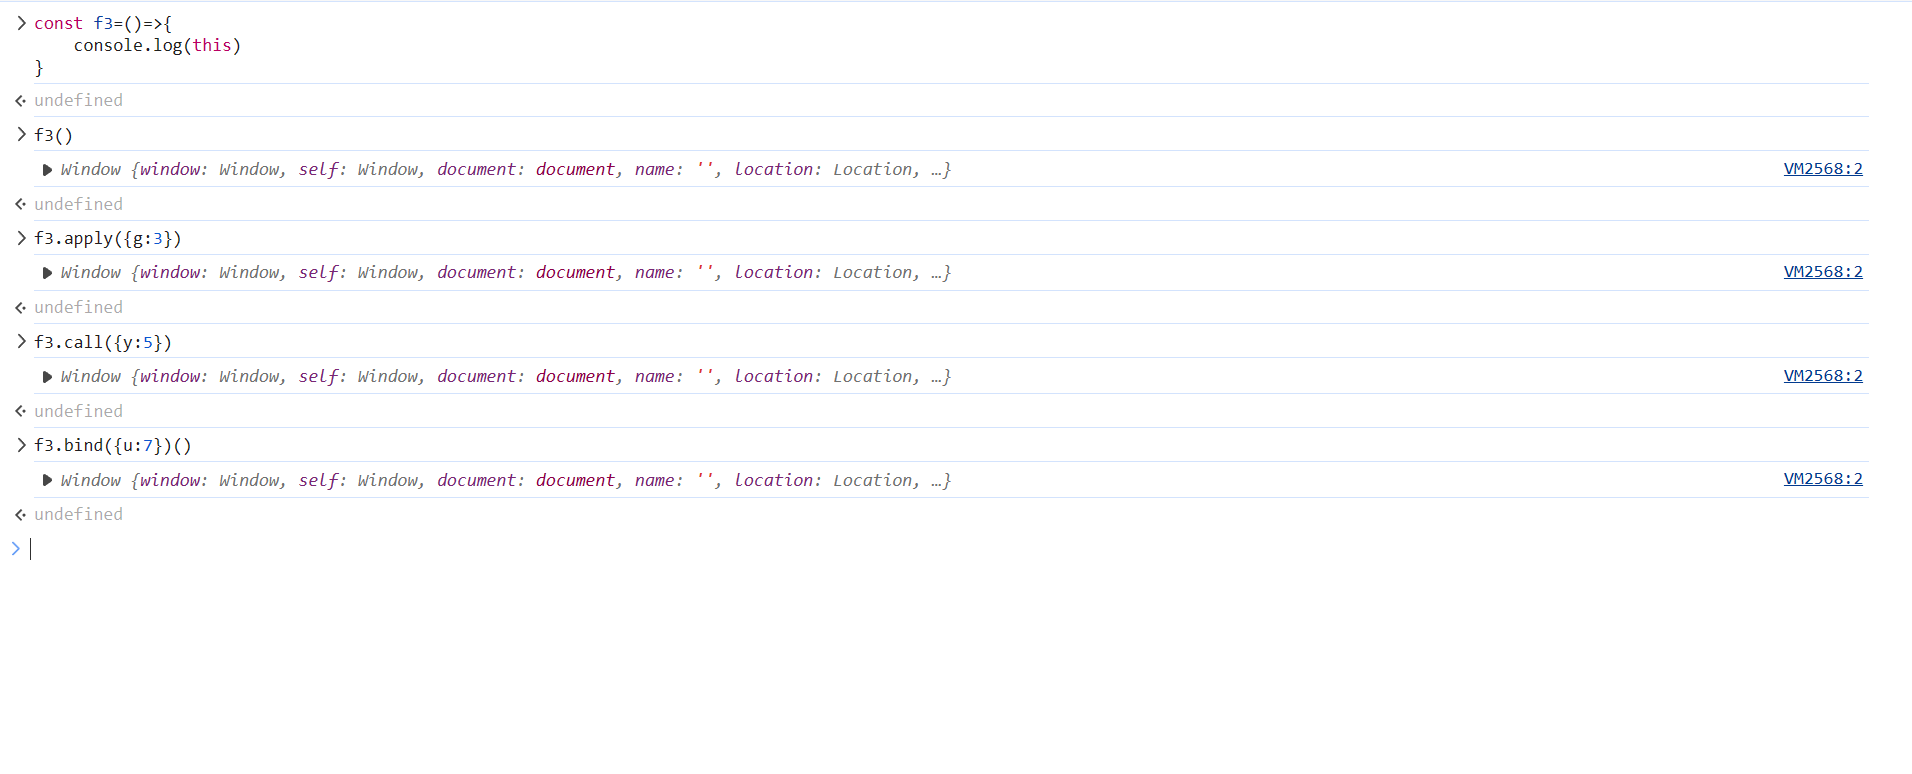 const f3=()=>{
    console.log(this)
}
undefined
f3()
Window {window: Window, self: Window, document: document, name: '', location: Location, …} VM2568:2
undefined
f3.apply({g:3})
Window {window: Window, self: Window, document: document, name: '', location: Location, …} VM2568:2
undefined
f3.call({y:5})
Window {window: Window, self: Window, document: document, name: '', location: Location, …} VM2568:2
undefined
f3.bind({u:7})()
Window {window: Window, self: Window, document: document, name: '', location: Location, …} VM2568:2
undefined